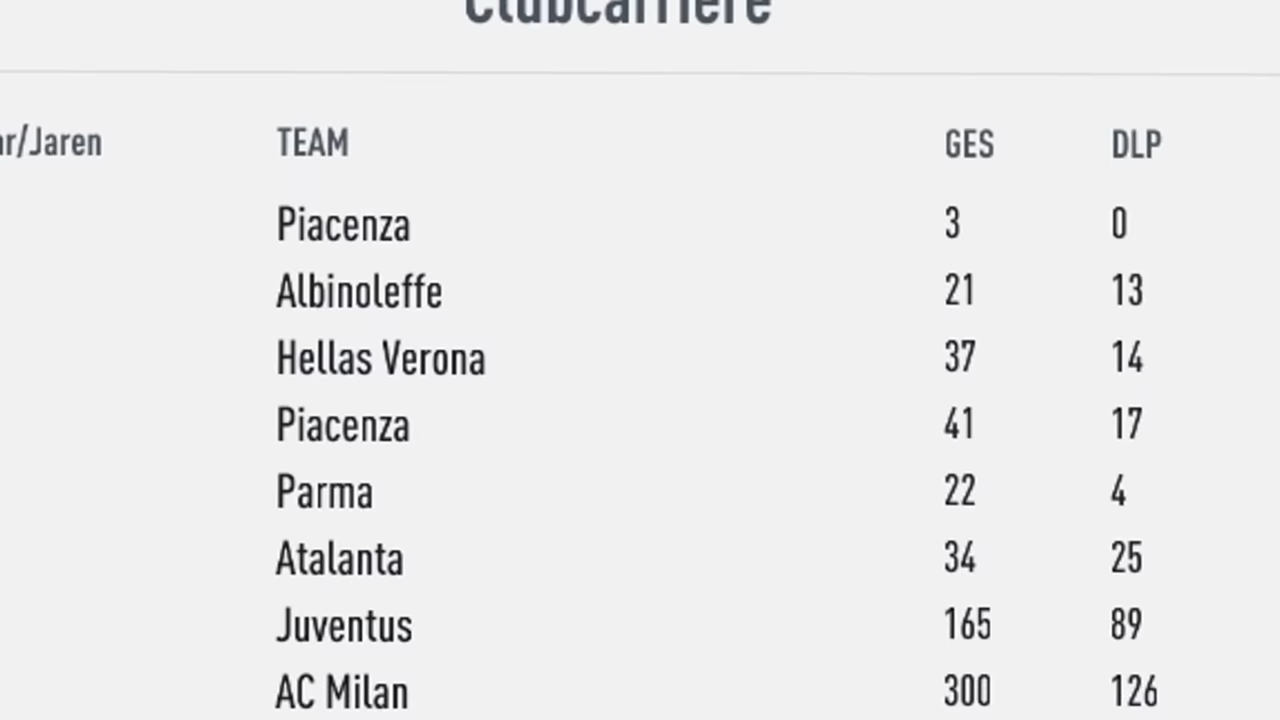 Clubcarrière
ar/Jaren TEAM GES DLP
Piacenza 3 0
Albinoleffe 21 13
Hellas Verona 37 14
Piacenza 41 17
Parma 22 4
Atalanta 34 25
Juventus 165 89
AC Milan 300 126